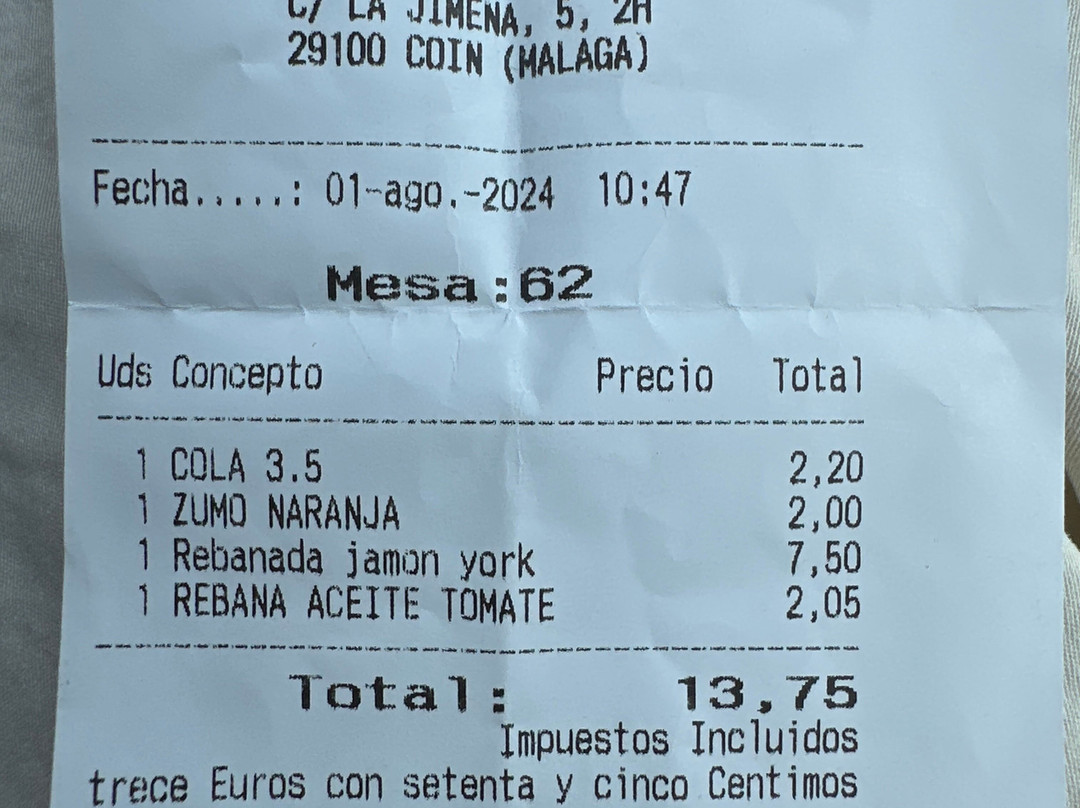 C/ LA JIMENA, 5, 2H
29100 COIN (MALAGA)
Fecha.....: 01-ago.-2024 10:47
Mesa:62
Uds Concepto Precio Total
1 COLA 3.5 2,20
1 ZUMO NARANJA 2,00
1 Rebanada jamon york 7,50
1 REBANA ACEITE TOMATE 2,05
Total: 13,75
Impuestos Incluidos
trece Euros con setenta y cinco Centimos